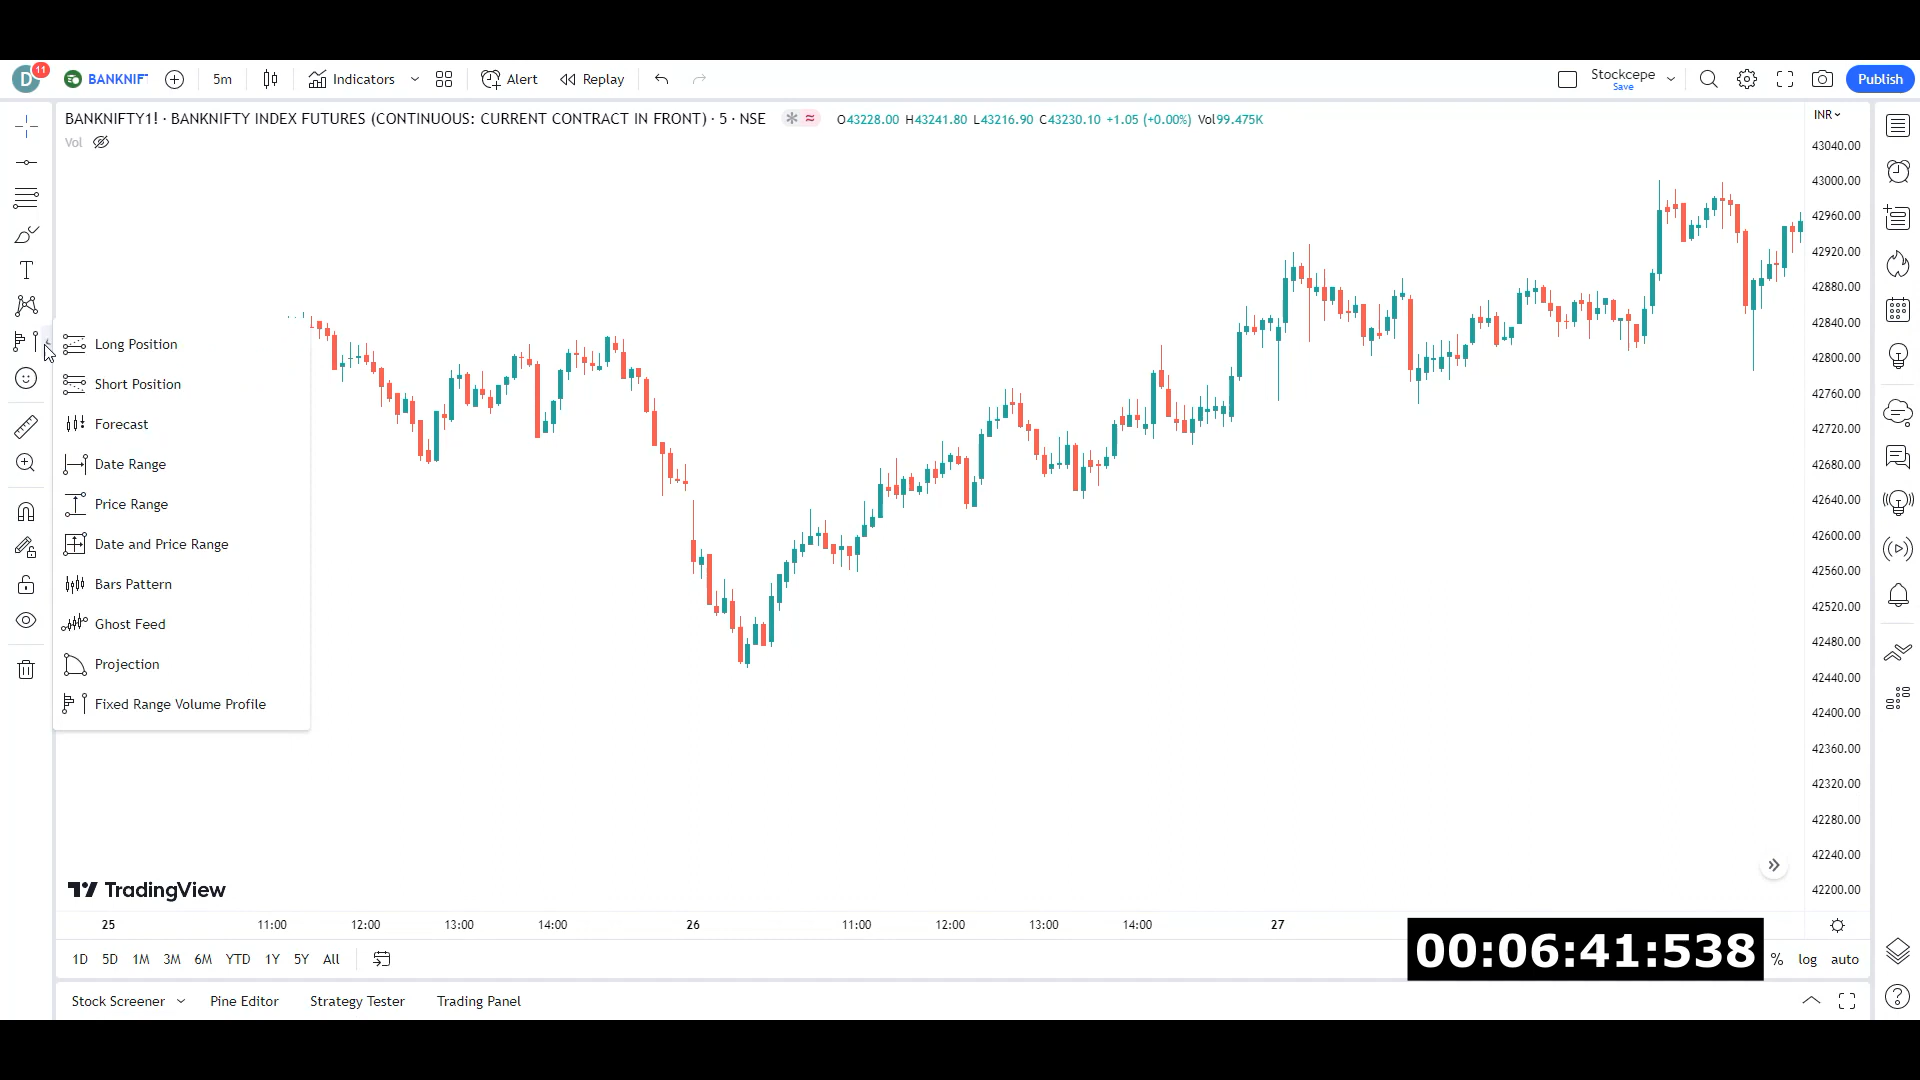 D 11 BANKNIF 5m Indicators Alert Replay Stockcepe Save Publish
BANKNIFTY1! · BANKNIFTY INDEX FUTURES (CONTINUOUS: CURRENT CONTRACT IN FRONT) · 5 · NSE O43228.00 H43241.80 L43216.90 C43230.10 +1.05 (+0.00%) Vol99.475K INR
Vol
43040.00
43000.00
42960.00
42920.00
42880.00
42840.00
42800.00
42760.00
42720.00
42680.00
42640.00
42600.00
42560.00
42520.00
42480.00
42440.00
42400.00
42360.00
42320.00
42280.00
42240.00
42200.00
Long Position
Short Position
Forecast
Date Range
Price Range
Date and Price Range
Bars Pattern
Ghost Feed
Projection
Fixed Range Volume Profile
TradingView
25 11:00 12:00 13:00 14:00 26 11:00 12:00 13:00 14:00 27
00:06:41:538
1D 5D 1M 3M 6M YTD 1Y 5Y All % log auto
Stock Screener Pine Editor Strategy Tester Trading Panel